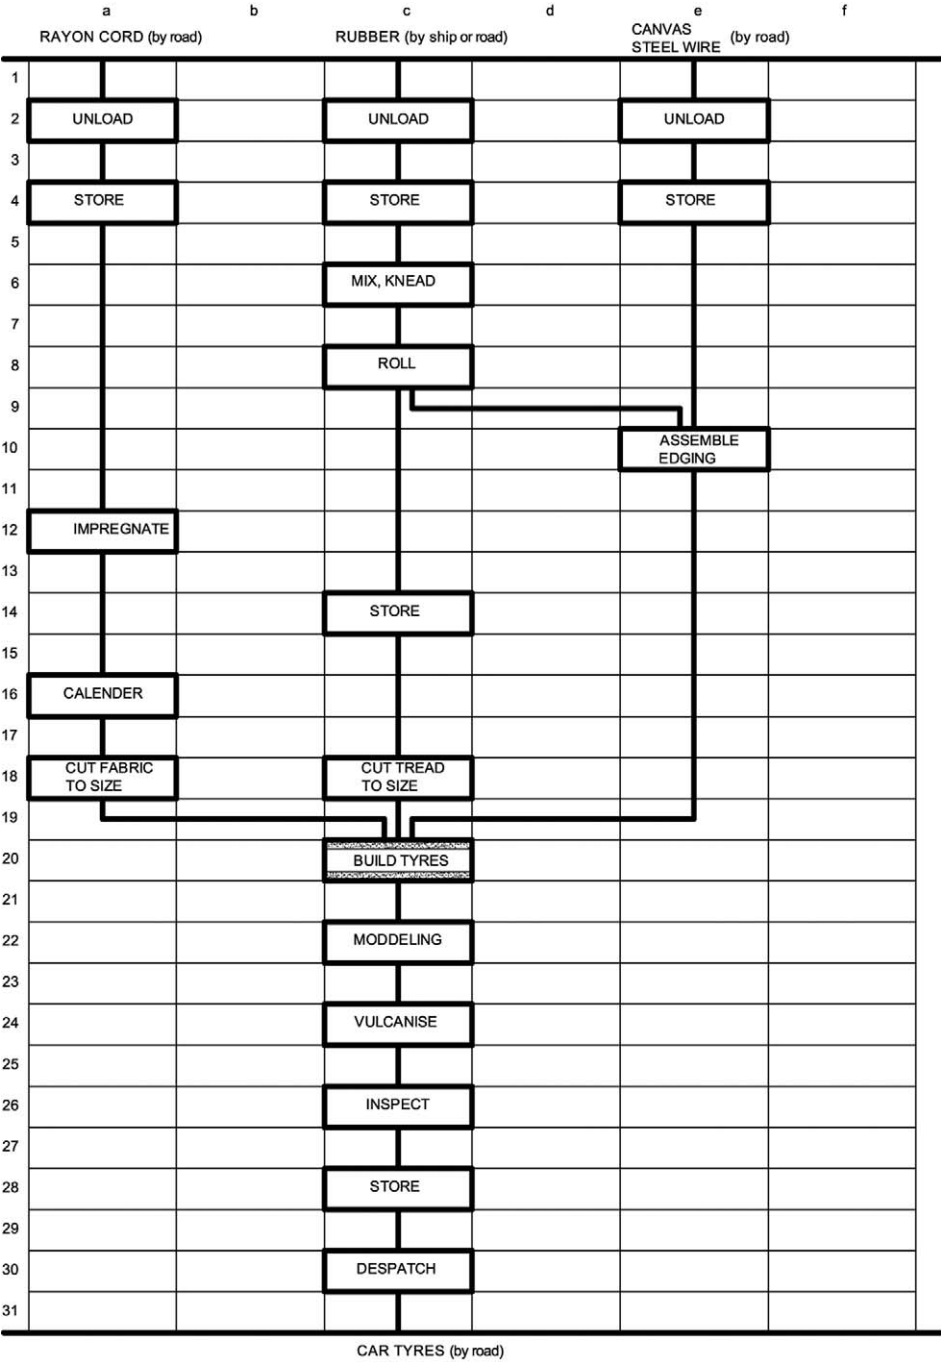 a b c d e f
RAYON CORD (by road) RUBBER (by ship or road) CANVAS (by road)
STEEL WIRE
1
2 UNLOAD UNLOAD UNLOAD
3
4 STORE STORE STORE
5
6 MIX, KNEAD
7
8 ROLL
9
10 ASSEMBLE
EDGING
11
12 IMPREGNATE
13
14 STORE
15
16 CALENDER
17
18 CUT FABRIC CUT TREAD
TO SIZE TO SIZE
19
20 BUILD TYRES
21
22 MODDELING
23
24 VULCANISE
25
26 INSPECT
27
28 STORE
29
30 DESPATCH
31
CAR TYRES (by road)